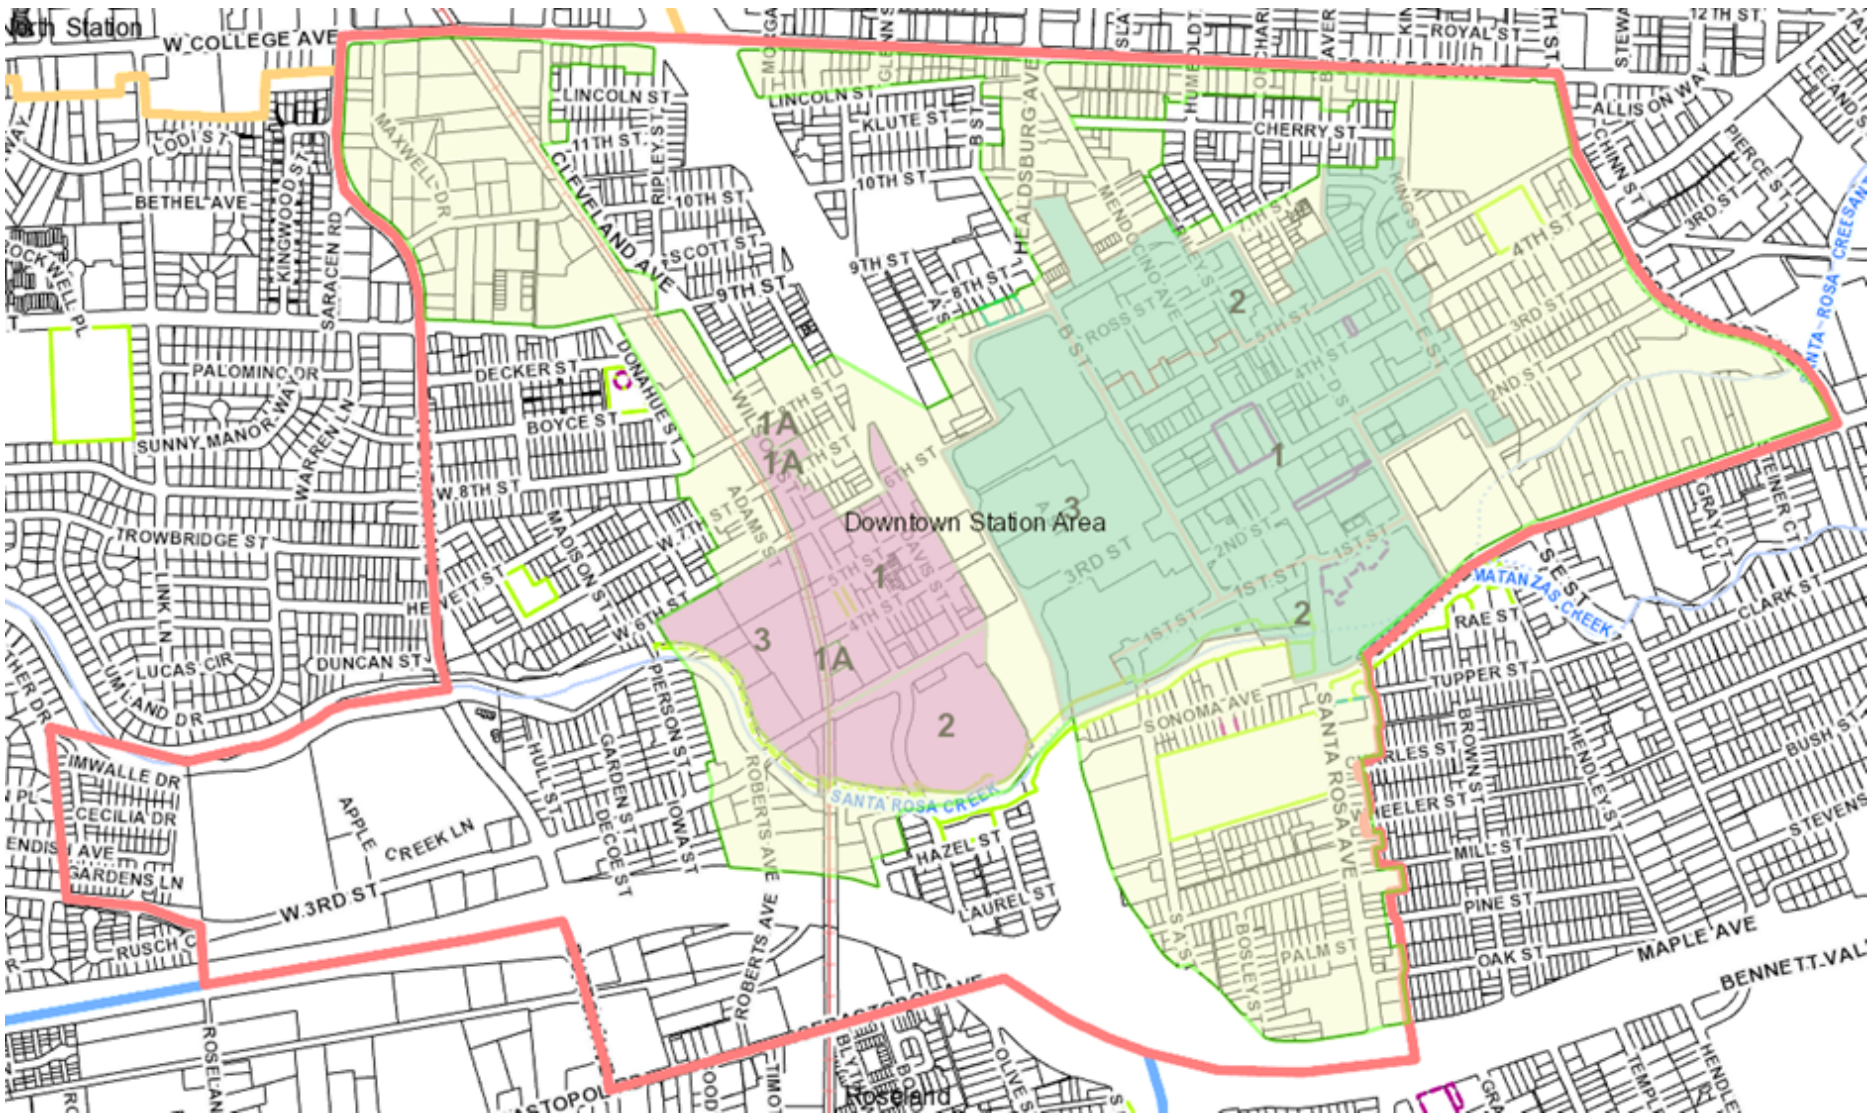 North Station
W COLLEGE AVE
12TH ST
ROYAL ST
LINCOLN ST
LINCOLN ST
KLUTE ST
B ST
ALLISON WAY
LODI ST
MAXWELL DR
11TH ST
RIPLEY ST
CHERRY ST
CHINN ST
PIERCE ST
BETHEL AVE
KINGWOOD ST
CLEVELAND AVE
10TH ST
10TH ST
HEALDSBURG AVE
MENDOCINO AVE
KING ST
3RD ST
4TH ST
SARACEN RD
SCOTT ST
9TH ST
9TH ST
8TH ST
A ST
2
ROSS ST
5TH ST
B ST
E ST
3RD ST
PALOMINO DR
DECKER ST
DONAHUE ST
4TH ST
D ST
2ND ST
SUNNY MANOR WAY
WARREN LN
BOYCE ST
WILSON ST
1A
1A
1
6TH ST
W 8TH ST
ADAMS ST
3
Downtown Station Area
TROWBRIDGE ST
MADISON ST
W 7TH ST
3RD ST
2ND ST
1ST ST
DAVIS ST
5TH ST
1
4TH ST
LINK LN
W 6TH ST
3
1A
1ST ST
1ST ST
2
MATANZAS CREEK
CLARK ST
RAE ST
LUCAS CIR
DUNCAN ST
UMLAND DR
PIERSON ST
TUPPER ST
2
SONOMA AVE
SANTA ROSA AVE
BROWN ST
HENDLEY ST
BUSH ST
IMWALLE DR
HULL ST
GARDEN ST
ROBERTS AVE
SANTA ROSA CREEK
CECILIA DR
APPLE
CREEK LN
DECOE ST
IOWA ST
HAZEL ST
MILL ST
GARDENS LN
W 3RD ST
LAUREL ST
PINE ST
ROBERTS AVE
BOSLEY ST
PALM ST
OAK ST
MAPLE AVE
Roseland